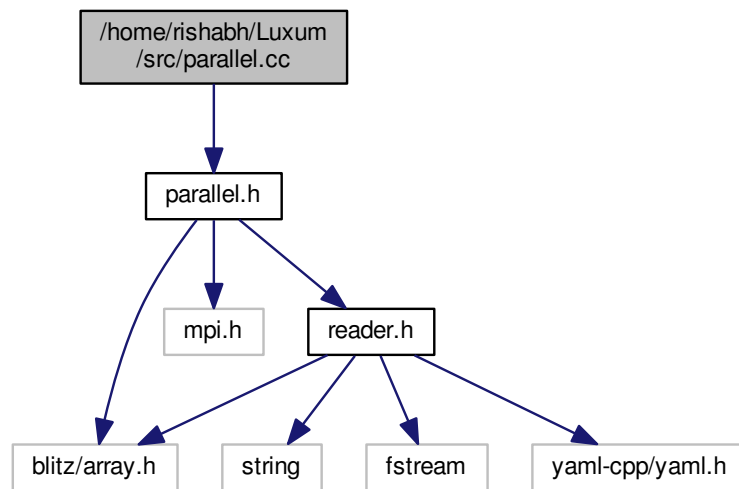 /home/rishabh/Luxum
/src/parallel.cc
parallel.h
mpi.h
reader.h
blitz/array.h
string
fstream
yaml-cpp/yaml.h